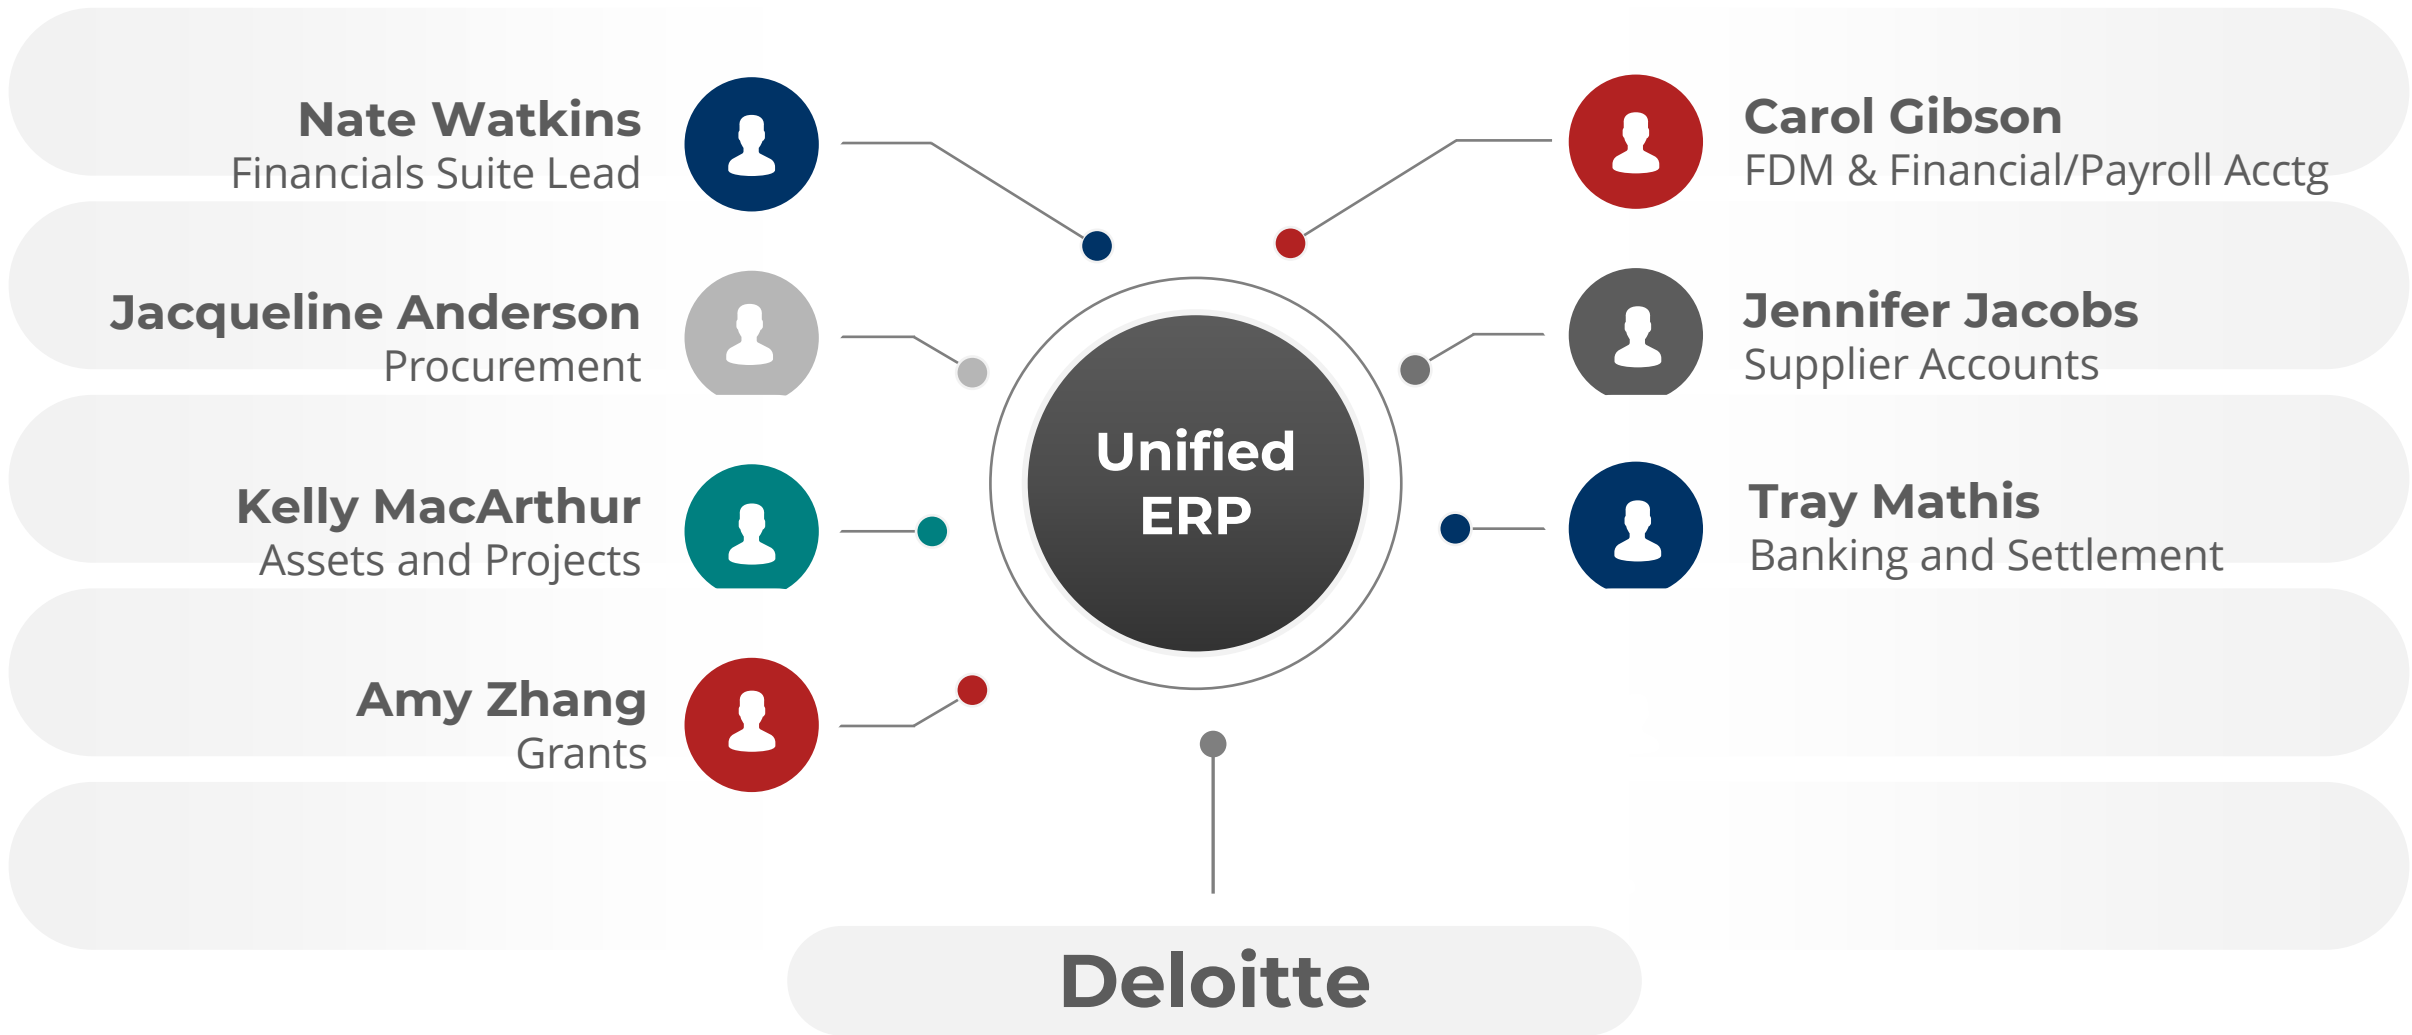 Nate Watkins
Financials Suite Lead
Jacqueline Anderson
Procurement
Kelly MacArthur
Assets and Projects
Amy Zhang
Grants
Unified
ERP
Carol Gibson
FDM & Financial/Payroll Acctg
Jennifer Jacobs
Supplier Accounts
Tray Mathis
Banking and Settlement
Deloitte